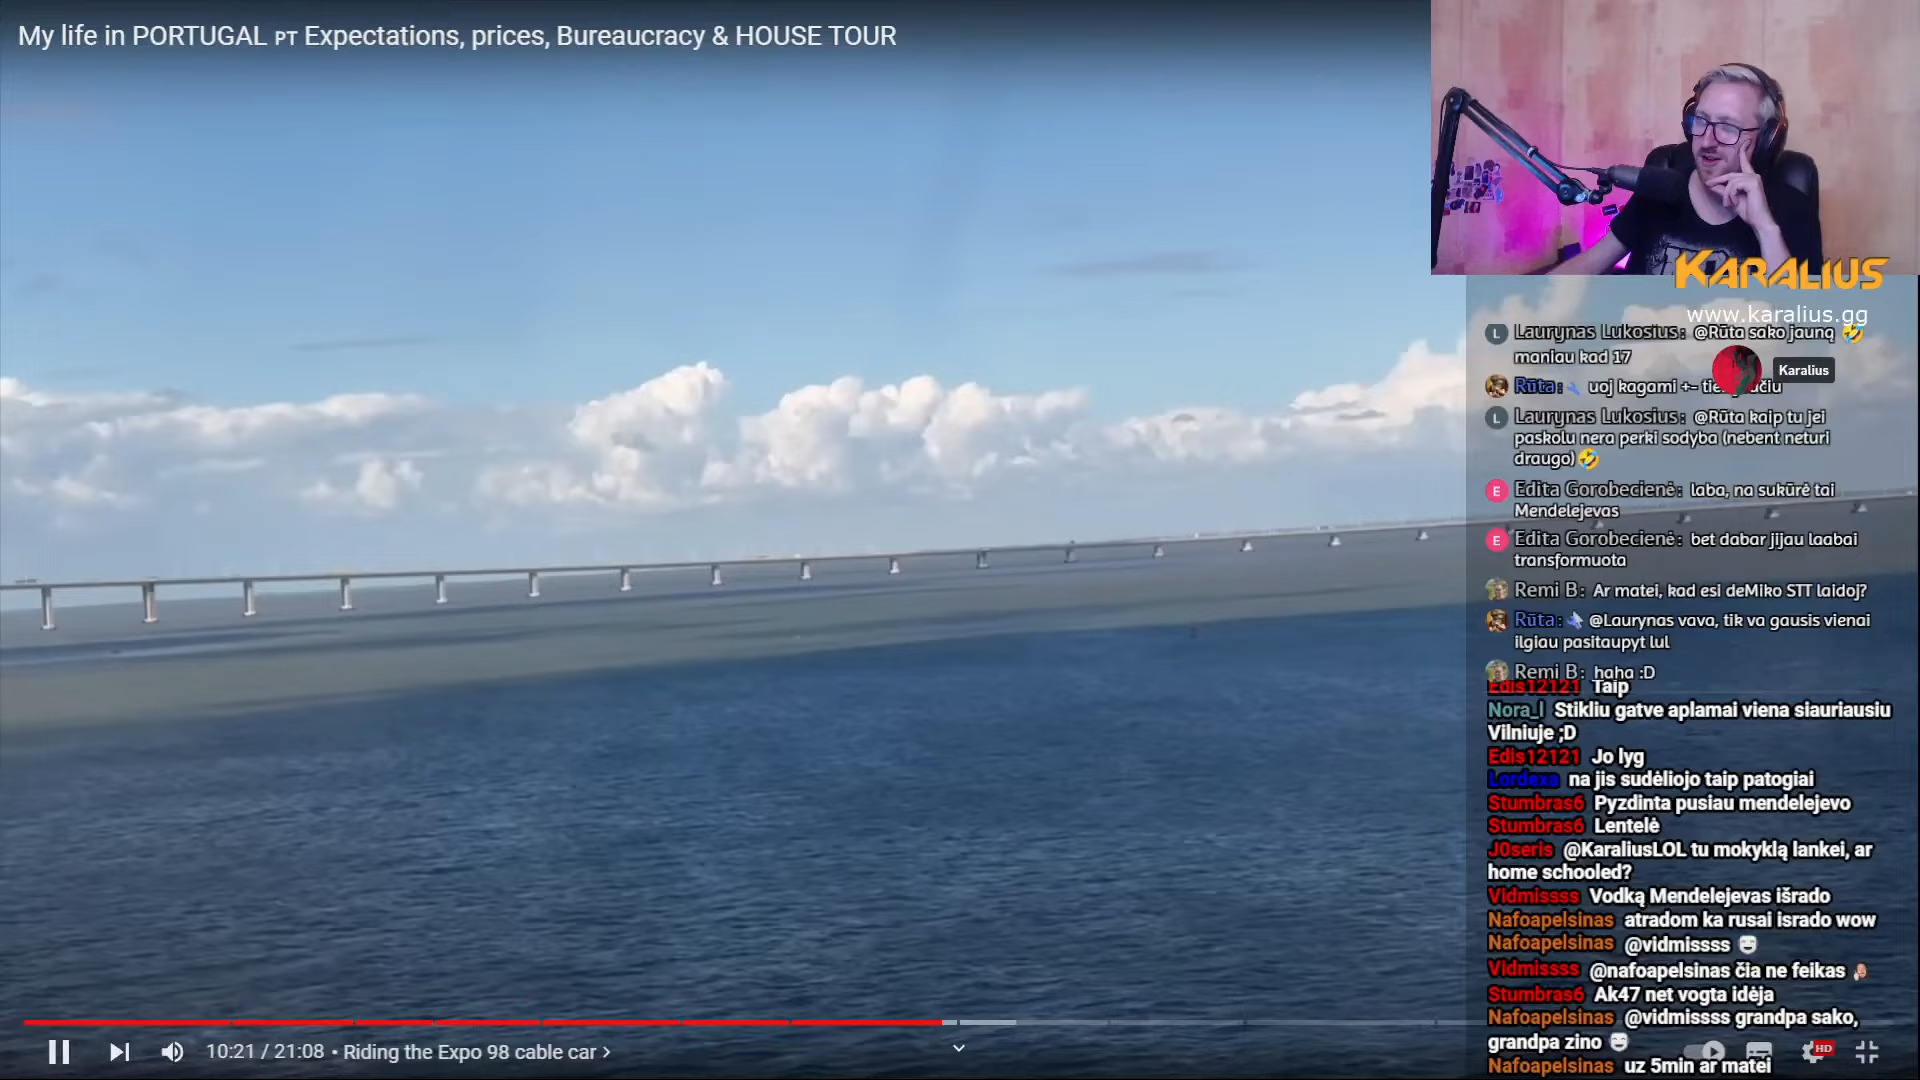 My life in PORTUGAL PT Expectations, prices, Bureaucracy & HOUSE TOUR
KARALIUS
www.karalius.gg
L Laurynas Lukosius: @Rūta sako jauną 🤣
maniau kad 17
Karalius
Rūta: uoj kagami +-
L Laurynas Lukosius: @Rūta kaip tu jei
paskolu nera perki sodyba (nebent neturi
draugo)🤣
E Edita Gorobecienė: laba, na sukūrė tai
Mendelejevas
E Edita Gorobecienė: bet dabar jijau laabai
transformuota
Remi B: Ar matei, kad esi deMiko STT laidoj?
Rūta: @Laurynas vava, tik va gausis vienai
ilgiau pasitaupyt lul
Remi B: haha :D
Edis12121 Taip
Nora_l Stikliu gatve aplamai viena siauriausiu
Vilniuje ;D
Edis12121 Jo lyg
Lordexa na jis sudėliojo taip patogiai
Stumbras6 Pyzdinta pusiau mendelejevo
Stumbras6 Lentelė
J0seris @KaraliusLOL tu mokyklą lankei, ar
home schooled?
Vidmissss Vodką Mendelejevas išrado
Nafoapelsinas atradom ka rusai israd­o wow
Nafoapelsinas @vidmissss
Vidmissss @nafoapelsinas čia ne feikas
Stumbras6 Ak47 net vogta idėja
Nafoapelsinas @vidmissss grandpa sako,
grandpa zino
Nafoapelsinas uz 5min ar matei
10:21 / 21:08 • Riding the Expo 98 cable car >
HD